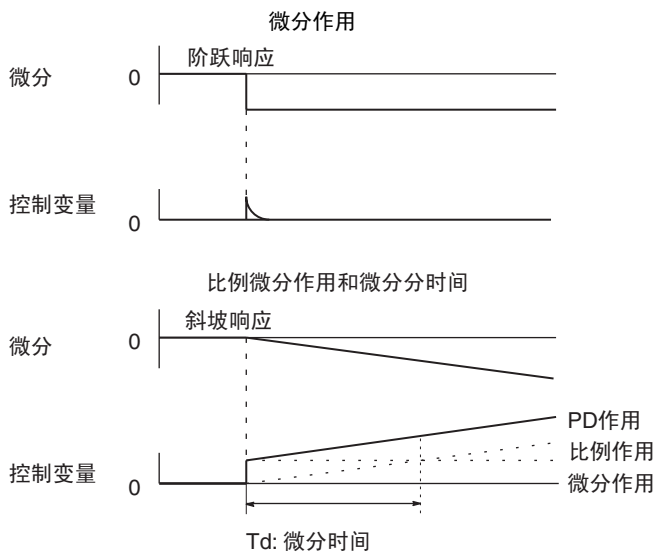 微分作用
阶跃响应
微分 0
控制变量 0
比例微分作用和微分分时间
斜坡响应
微分 0
PD作用
比例作用
控制变量 0 微分作用
Td: 微分时间